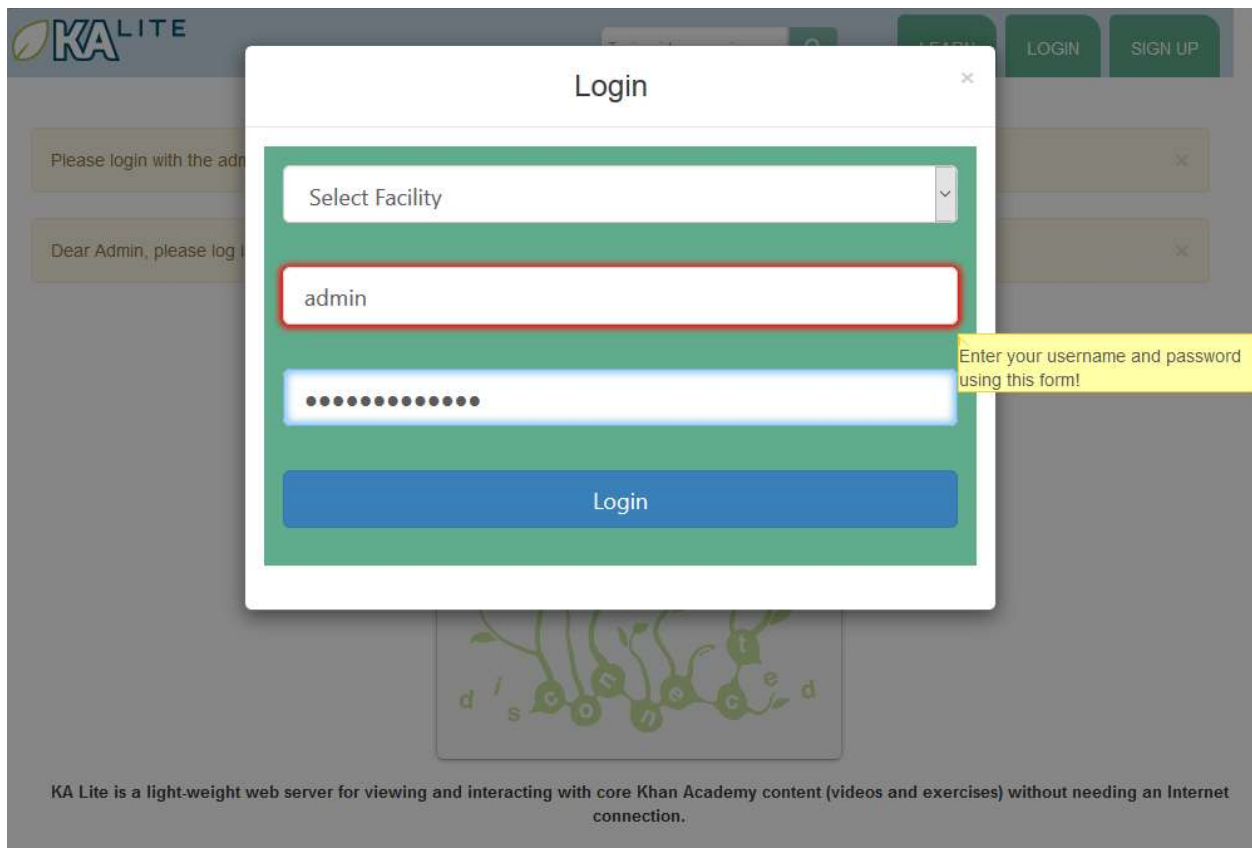 KALITE
LEARN
LOGIN
SIGN UP
Login
×
Please login with the
×
Select Facility
Dear Admin, please log
×
admin
Enter your username and password
using this form!
•••••••••••••
Login
d i s c o n n e c t e d
KA Lite is a light-weight web server for viewing and interacting with core Khan Academy content (videos and exercises) without needing an Internet
connection.